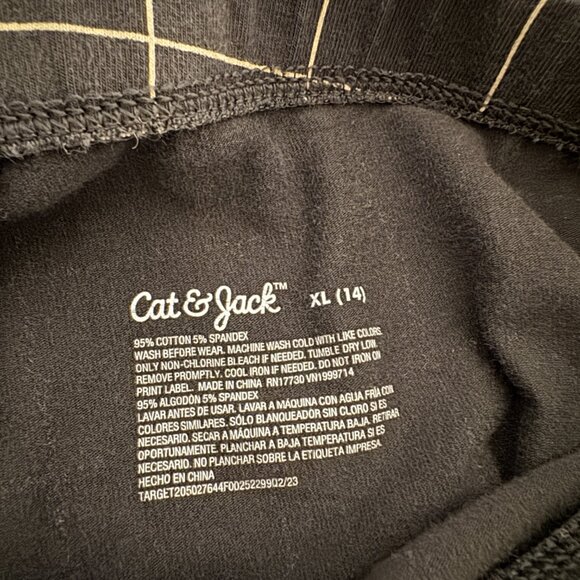 Cat & Jack™ XL (14)
95% COTTON 5% SPANDEX
WASH BEFORE WEAR. MACHINE WASH COLD WITH LIKE COLORS.
ONLY NON-CHLORINE BLEACH IF NEEDED. TUMBLE DRY LOW.
REMOVE PROMPTLY. COOL IRON IF NEEDED. DO NOT IRON ON
PRINT LABEL. MADE IN CHINA RN17730 VN1999714
95% ALGODÓN 5% SPANDEX
LAVAR ANTES DE USAR. LAVAR A MÁQUINA CON AGUA FRÍA CON
COLORES SIMILARES. SÓLO BLANQUEADOR SIN CLORO SI ES
NECESARIO. SECAR A MÁQUINA A TEMPERATURA BAJA. RETIRAR
OPORTUNAMENTE. PLANCHAR A BAJA TEMPERATURA SI ES
NECESARIO. NO PLANCHAR SOBRE LA ETIQUETA IMPRESA.
HECHO EN CHINA
TARGET205027644F0025229902/23